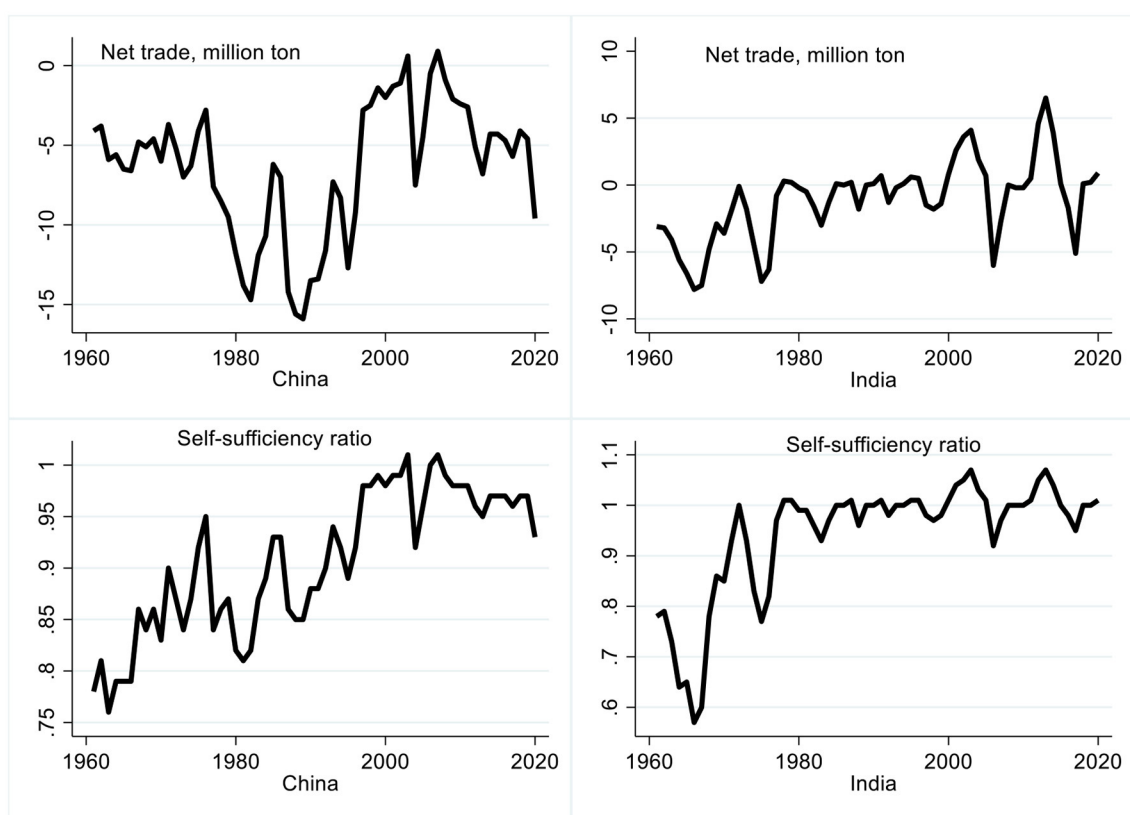 Net trade, million ton
0
-5
-10
-15
1960 1980 2000 2020
China
Net trade, million ton
10
5
0
-5
-10
1960 1980 2000 2020
India
Self-sufficiency ratio
1
.95
.9
.85
.8
.75
1960 1980 2000 2020
China
Self-sufficiency ratio
1.1
1
.9
.8
.7
.6
1960 1980 2000 2020
India